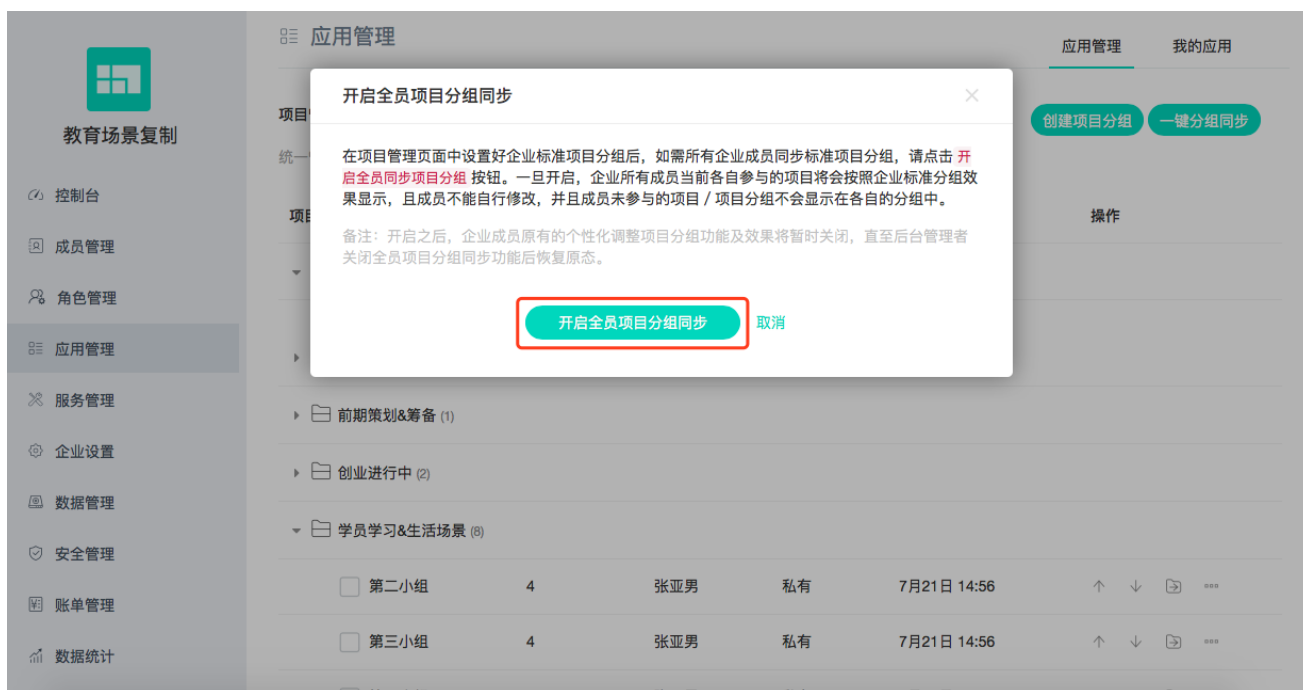 应用管理
应用管理 我的应用
教育场景复制
开启全员项目分组同步
项目
创建项目分组 一键分组同步
统一
在项目管理页面中设置好企业标准项目分组后，如需所有企业成员同步标准项目分组，请点击 开
启全员同步项目分组 按钮。一旦开启，企业所有成员当前各自参与的项目将会按照企业标准分组效
果显示，且成员不能自行修改，并且成员未参与的项目 / 项目分组不会显示在各自的分组中。
备注：开启之后，企业成员原有的个性化调整项目分组功能及效果将暂时关闭，直至后台管理者
关闭全员项目分组同步功能后恢复原态。
开启全员项目分组同步 取消
项目 操作
控制台
成员管理
角色管理
应用管理
服务管理
企业设置
数据管理
安全管理
账单管理
数据统计
前期策划&筹备 (1)
创业进行中 (2)
学员学习&生活场景 (8)
第二小组 4 张亚男 私有 7月21日 14:56
第三小组 4 张亚男 私有 7月21日 14:56